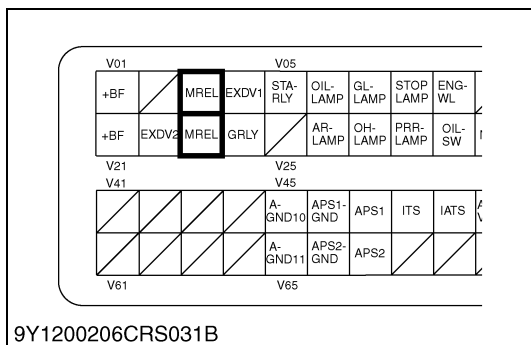 V01 V05
+BF MREL EXDV1 STA-RLY OIL-LAMP GL-LAMP STOP LAMP ENG-WL
+BF EXDV2 MREL GRLY AR-LAMP OH-LAMP PRR-LAMP OIL-SW
V21 V25
V41 V45
A-GND10 APS1-GND APS1 ITS IATS
A-GND11 APS2-GND APS2
V61 V65
9Y1200206CRS031B